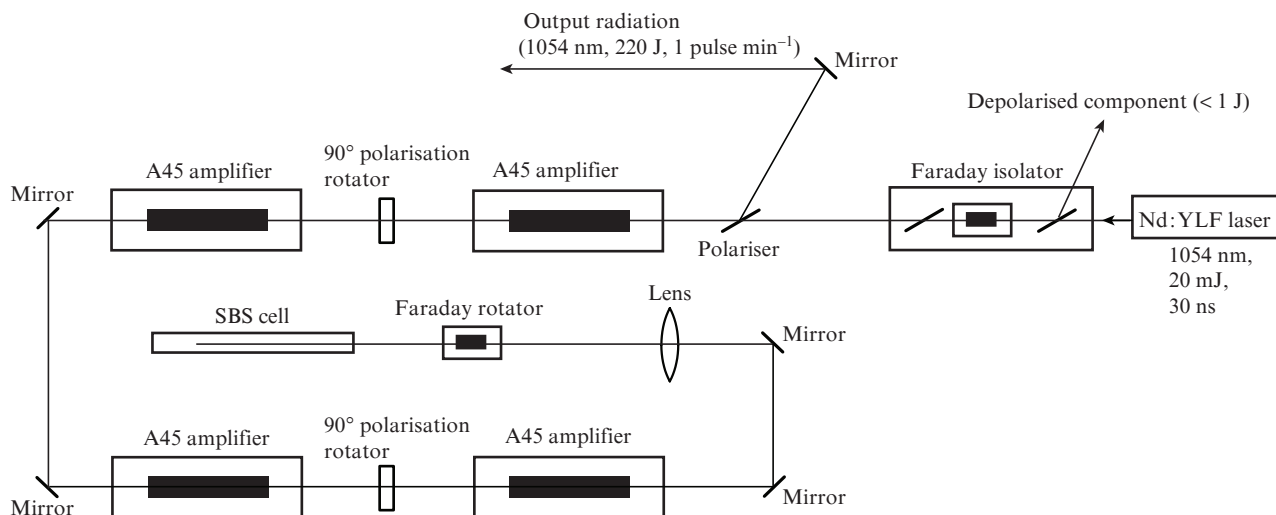 Output radiation
(1054 nm, 220 J, 1 pulse min⁻¹)
Mirror
Depolarised component (< 1 J)
A45 amplifier
90° polarisation
rotator
A45 amplifier
Faraday isolator
Mirror
Polariser
Nd:YLF laser
1054 nm,
20 mJ,
30 ns
SBS cell
Faraday rotator
Lens
Mirror
A45 amplifier
90° polarisation
rotator
A45 amplifier
Mirror
Mirror